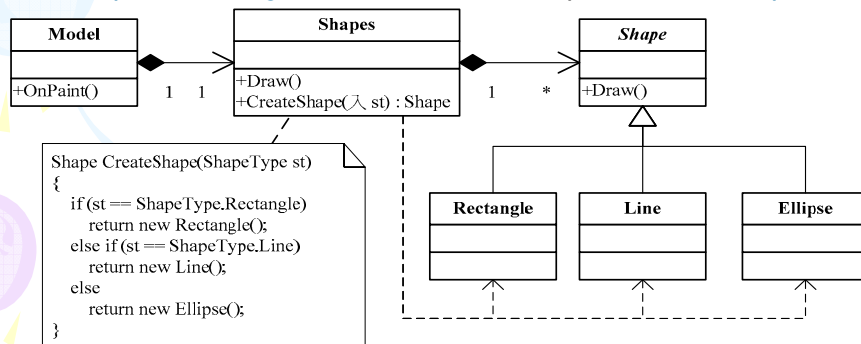 Model
+OnPaint()
1 1
Shapes
+Draw()
+CreateShape(入 st) : Shape
1 *
Shape
+Draw()
Shape CreateShape(ShapeType st)
{
if (st == ShapeType.Rectangle)
return new Rectangle();
else if (st == ShapeType.Line)
return new Line();
else
return new Ellipse();
}
Rectangle
Line
Ellipse